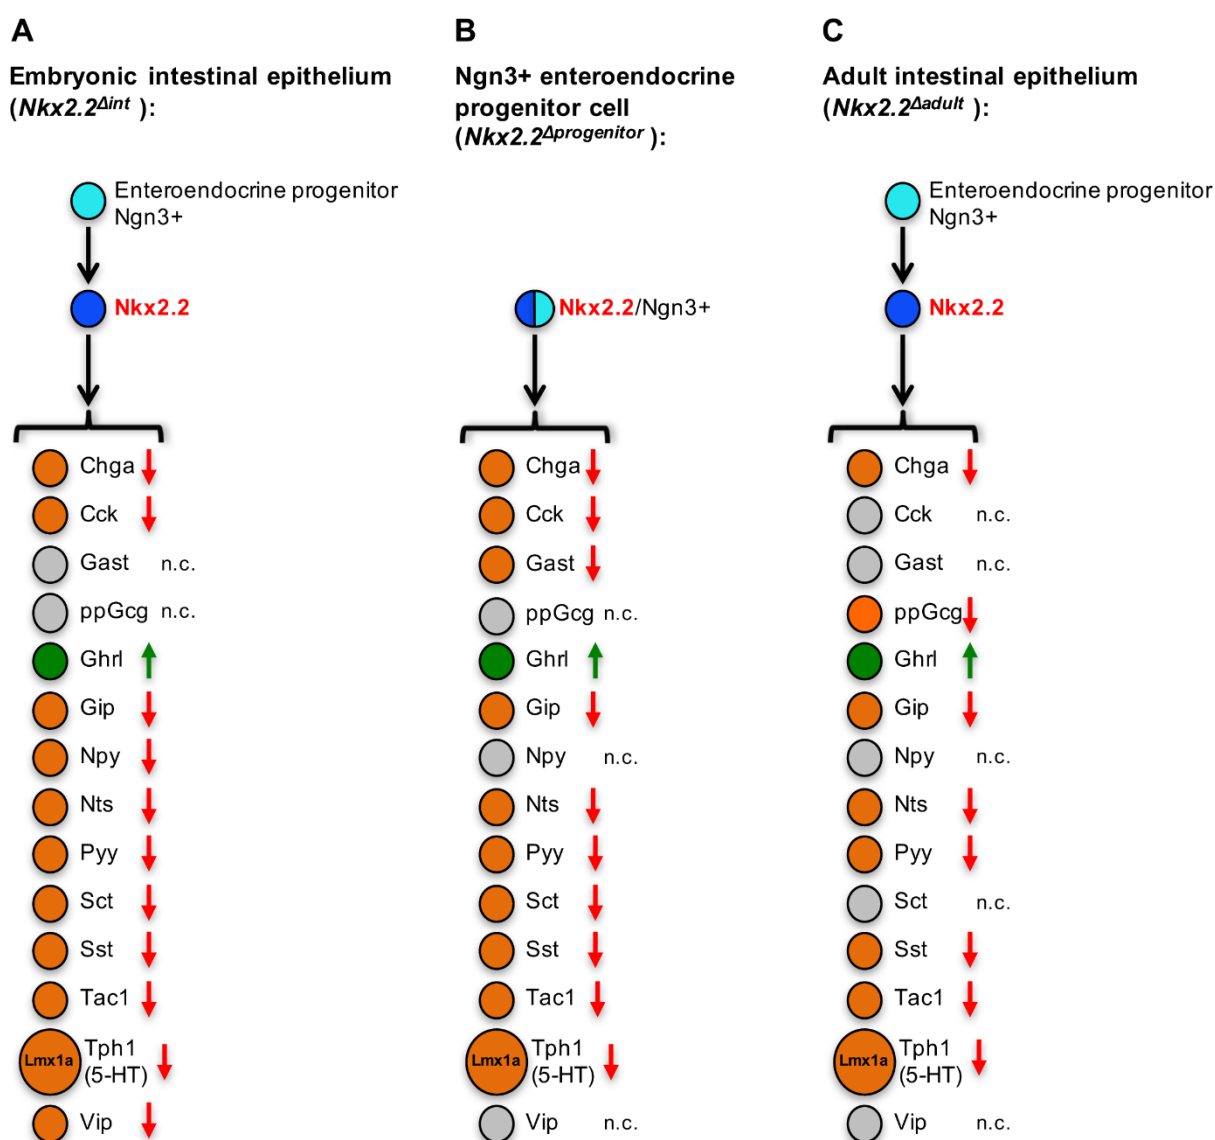 A
Embryonic intestinal epithelium
(Nkx2.2Δint ):
Enteroendocrine progenitor
Ngn3+
Nkx2.2
Chga
Cck
Gast n.c.
ppGcg n.c.
Ghrl
Gip
Npy
Nts
Pyy
Sct
Sst
Tac1
Lmx1a Tph1
(5-HT)
Vip
B
Ngn3+ enteroendocrine
progenitor cell
(Nkx2.2Δprogenitor ):
Nkx2.2/Ngn3+
Chga
Cck
Gast
ppGcg n.c.
Ghrl
Gip
Npy n.c.
Nts
Pyy
Sct
Sst
Tac1
Lmx1a Tph1
(5-HT)
Vip n.c.
C
Adult intestinal epithelium
(Nkx2.2Δadult ):
Enteroendocrine progenitor
Ngn3+
Nkx2.2
Chga
Cck n.c.
Gast n.c.
ppGcg
Ghrl
Gip
Npy n.c.
Nts
Pyy
Sct n.c.
Sst
Tac1
Lmx1a Tph1
(5-HT)
Vip n.c.